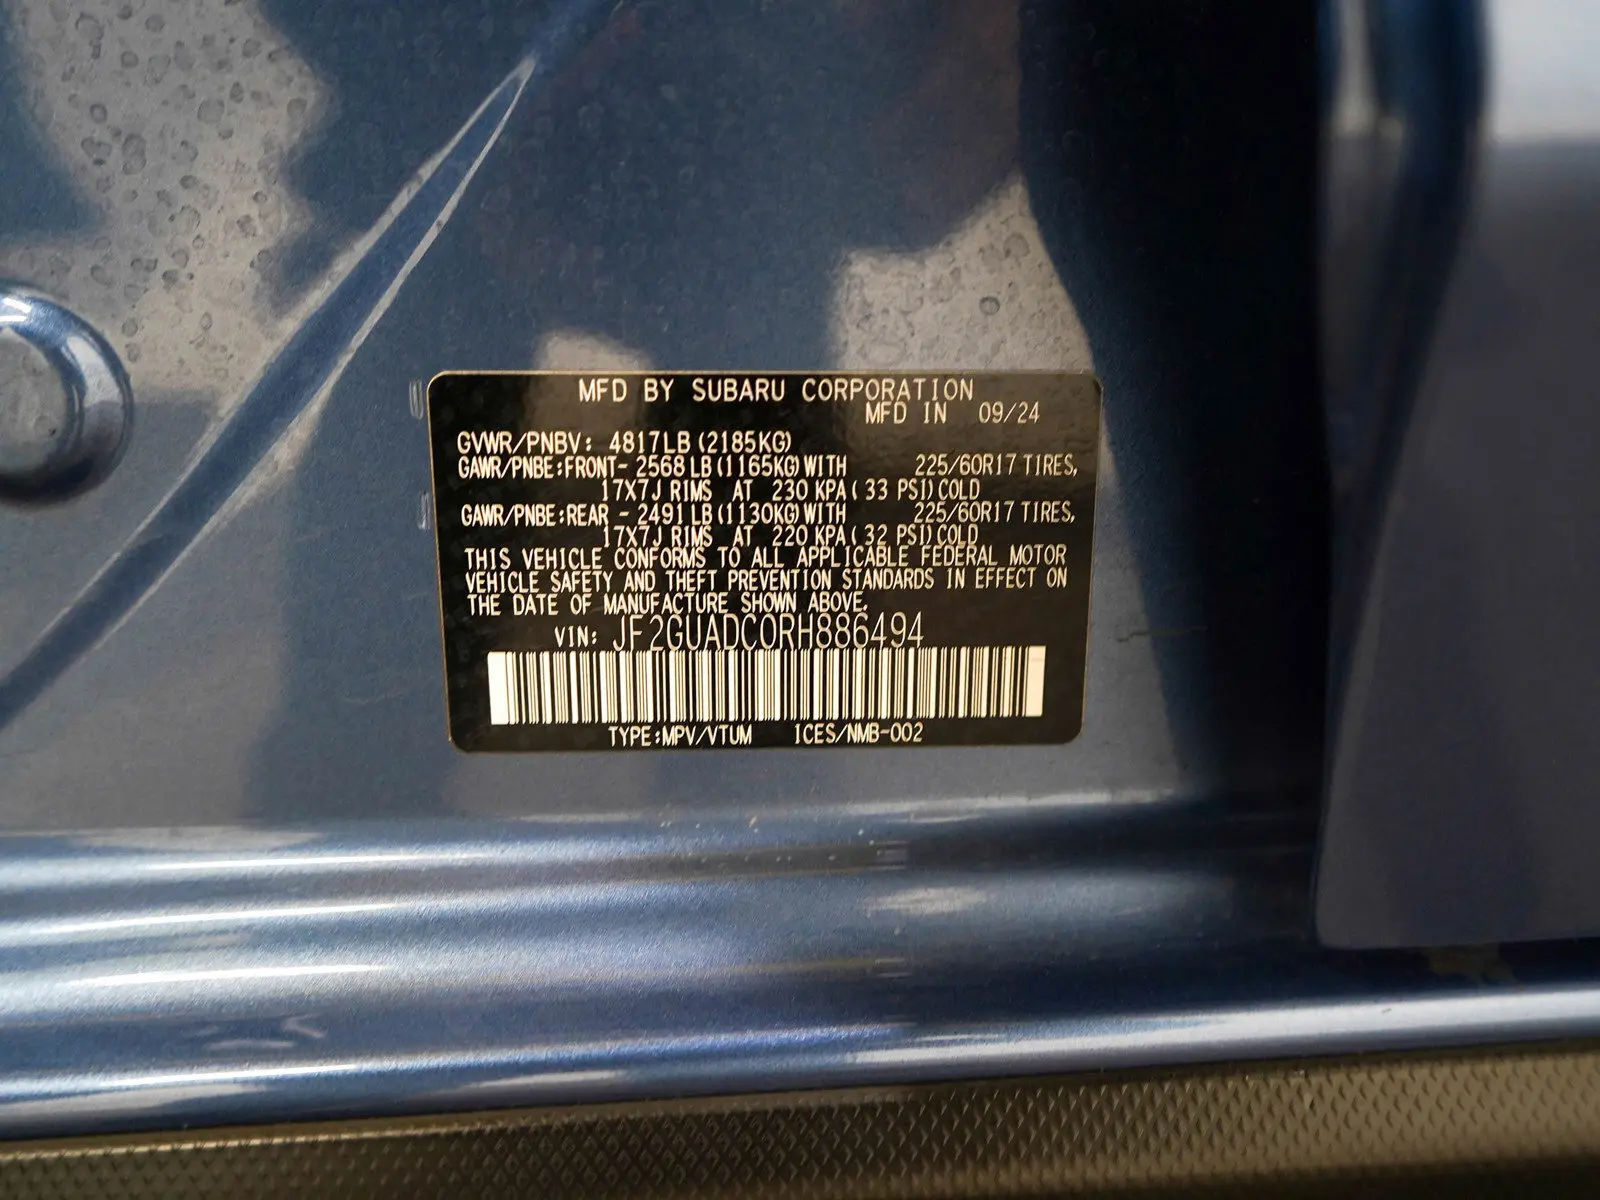 MFD BY SUBARU CORPORATION
MFD IN 09/24
GVWR/PNBV: 4817LB (2185KG)
GAWR/PNBE:FRONT- 2568 LB (1165KG) WITH 225/60R17 TIRES,
17X7J RIMS AT 230 KPA ( 33 PSI) COLD
GAWR/PNBE:REAR - 2491 LB (1130KG) WITH 225/60R17 TIRES,
17X7J RIMS AT 220 KPA ( 32 PSI) COLD
THIS VEHICLE CONFORMS TO ALL APPLICABLE FEDERAL MOTOR
VEHICLE SAFETY AND THEFT PREVENTION STANDARDS IN EFFECT ON
THE DATE OF MANUFACTURE SHOWN ABOVE.
VIN: JF2GUADC0RH886494
TYPE:MPV/VTUM ICES/NMB-002